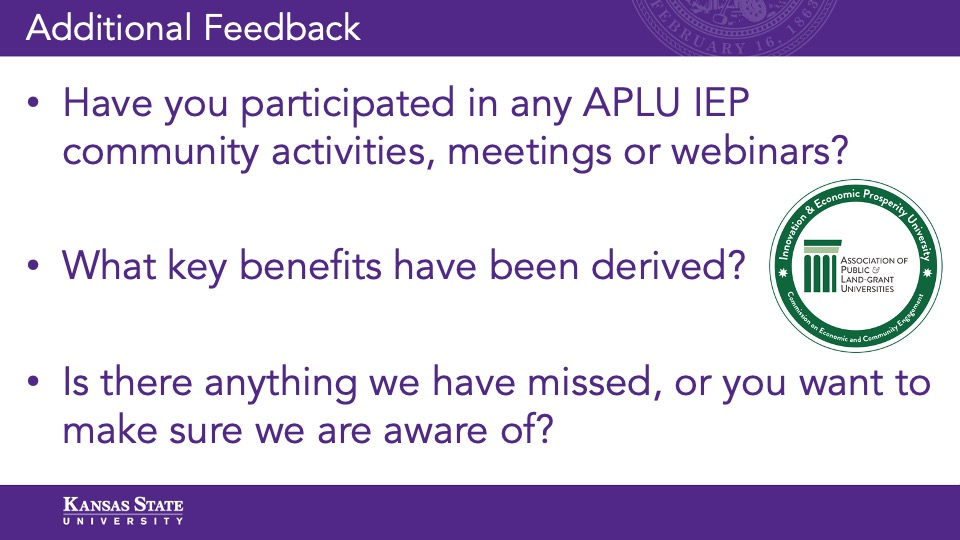 Additional Feedback
FEBRUARY 16, 1863
• Have you participated in any APLU IEP
community activities, meetings or webinars?
Innovation & Economic Prosperity University
• What key benefits have been derived?
ASSOCIATION OF
PUBLIC & 
LAND-GRANT
UNIVERSITIES
Commission on Economic and Community Engagement
• Is there anything we have missed, or you want to
make sure we are aware of?
KANSAS STATE
UNIVERSITY